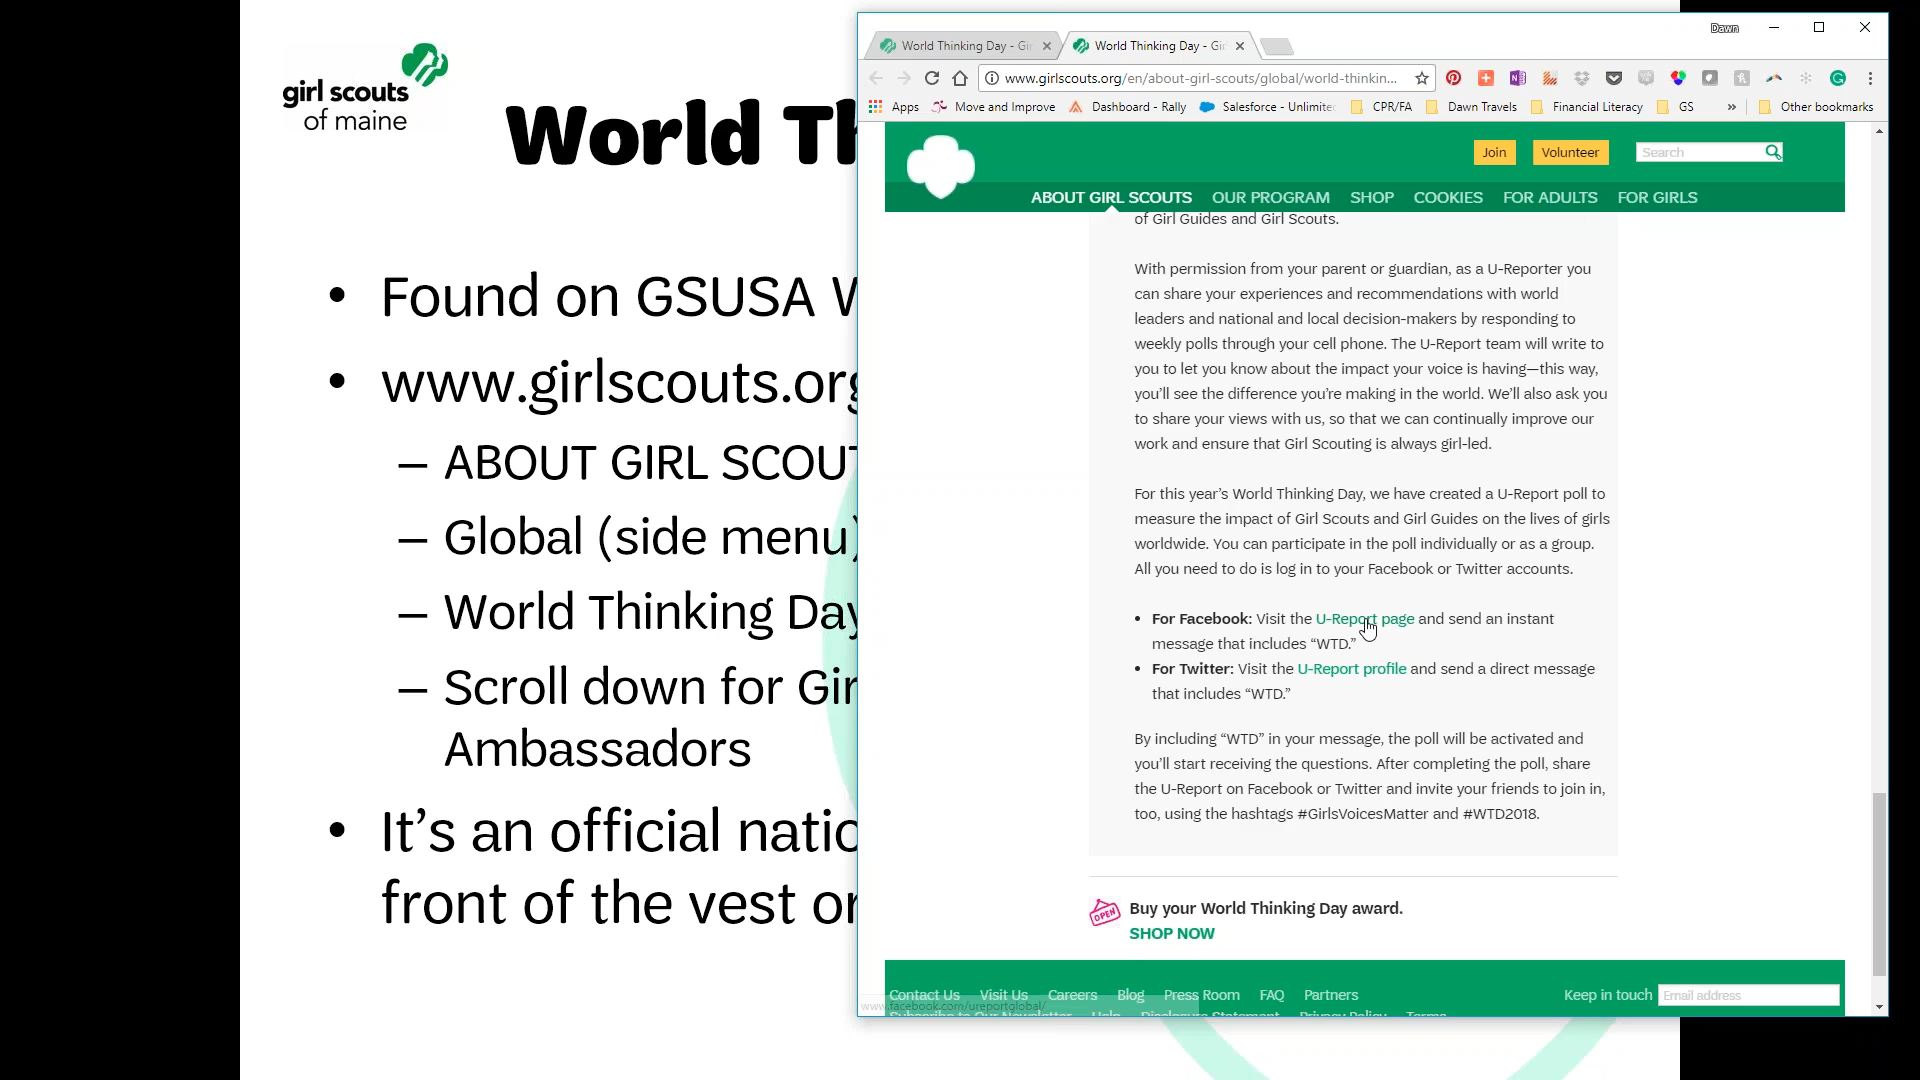 girl scouts
of maine
World Th
• Found on GSUSA W
• www.girlscouts.org
– ABOUT GIRL SCOUT
– Global (side menu)
– World Thinking Day
– Scroll down for Gir
Ambassadors
• It's an official natio
front of the vest or
Dawn
World Thinking Day - Gir
World Thinking Day - Gir
www.girlscouts.org/en/about-girl-scouts/global/world-thinkin...
Apps Move and Improve Dashboard - Rally Salesforce - Unlimite CPR/FA Dawn Travels Financial Literacy GS » Other bookmarks
Join Volunteer Search
ABOUT GIRL SCOUTS OUR PROGRAM SHOP COOKIES FOR ADULTS FOR GIRLS
of Girl Guides and Girl Scouts.
With permission from your parent or guardian, as a U-Reporter you
can share your experiences and recommendations with world
leaders and national and local decision-makers by responding to
weekly polls through your cell phone. The U-Report team will write to
you to let you know about the impact your voice is having—this way,
you'll see the difference you're making in the world. We'll also ask you
to share your views with us, so that we can continually improve our
work and ensure that Girl Scouting is always girl-led.
For this year's World Thinking Day, we have created a U-Report poll to
measure the impact of Girl Scouts and Girl Guides on the lives of girls
worldwide. You can participate in the poll individually or as a group.
All you need to do is log in to your Facebook or Twitter accounts.
• For Facebook: Visit the U-Report page and send an instant
message that includes “WTD.”
• For Twitter: Visit the U-Report profile and send a direct message
that includes “WTD.”
By including “WTD” in your message, the poll will be activated and
you'll start receiving the questions. After completing the poll, share
the U-Report on Facebook or Twitter and invite your friends to join in,
too, using the hashtags #GirlsVoicesMatter and #WTD2018.
OPEN
Buy your World Thinking Day award.
SHOP NOW
Contact Us Visit Us Careers Blog Press Room FAQ Partners Keep in touch Email address
www.facebook.com/ureportglobal/
Subscribe to Our Newsletter Help Disclosure Statement Privacy Policy Terms